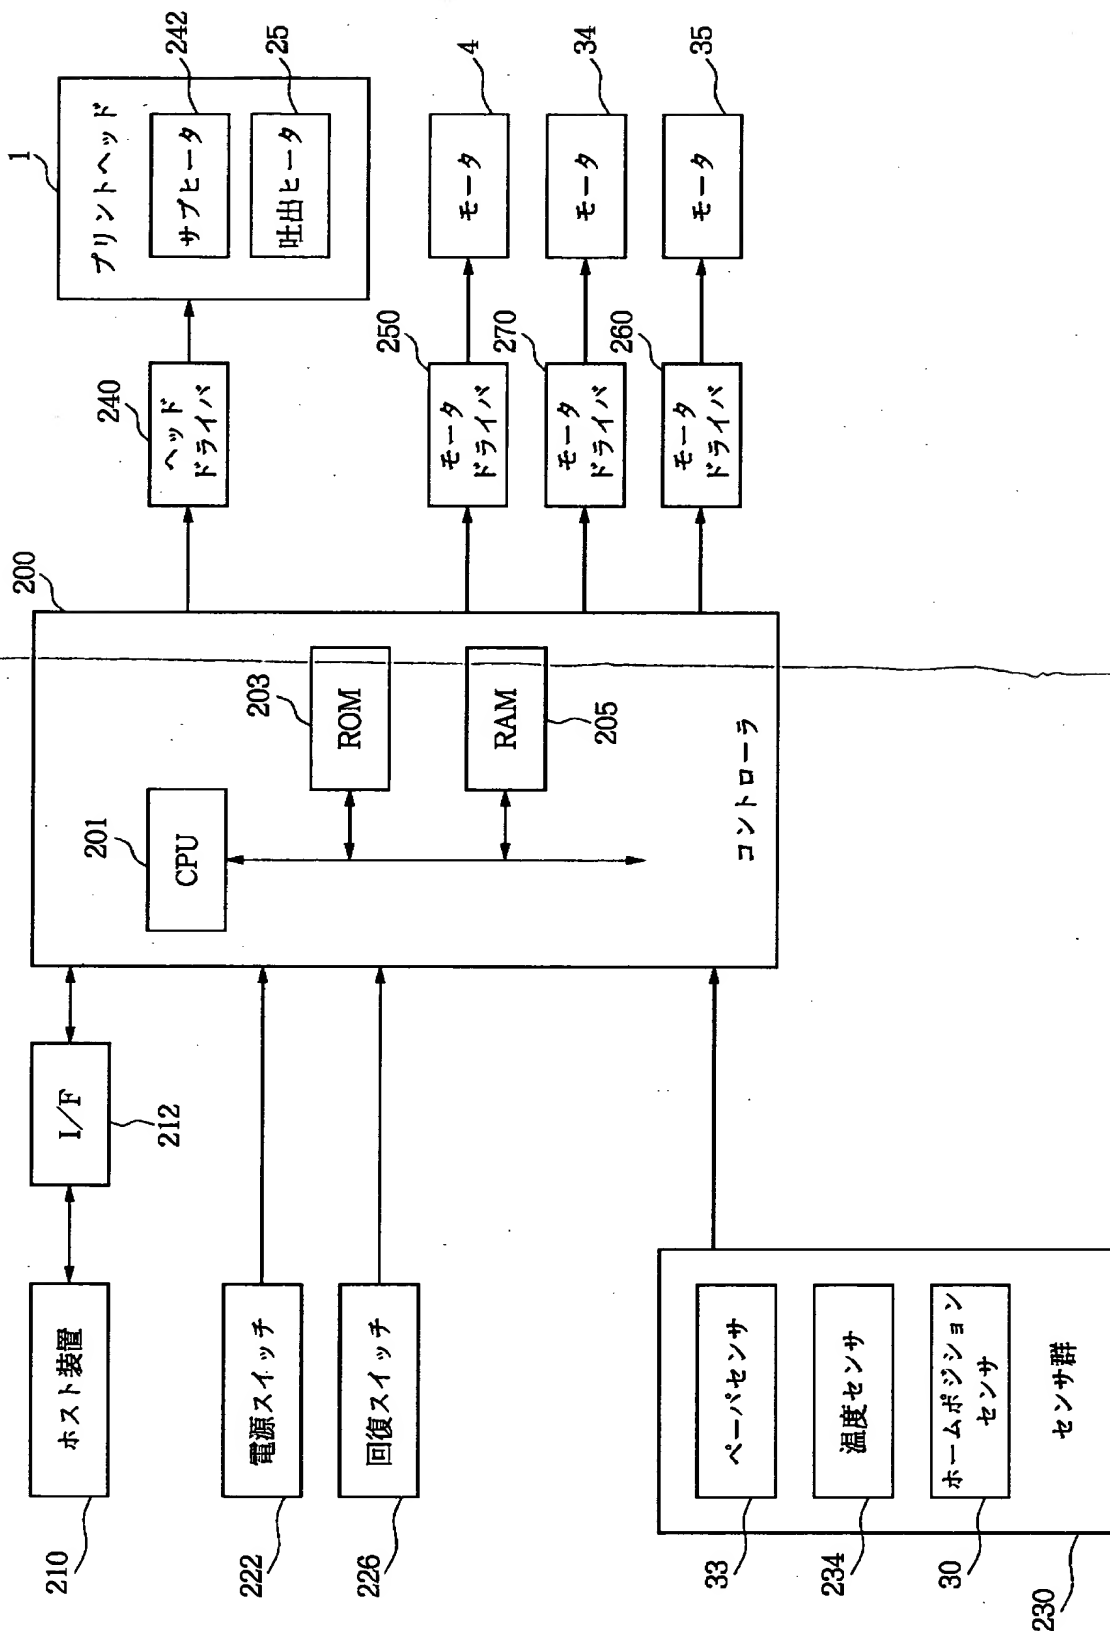 ホスト装置
210
I/F
212
電源スイッチ
222
回復スイッチ
226
ペーパセンサ
33
温度センサ
234
ホームポジション
センサ
30
センサ群
230
200
CPU
201
ROM
203
RAM
205
コントローラ
ヘッド
ドライバ
240
プリントヘッド
1
サブヒータ
242
吐出ヒータ
25
モータ
ドライバ
250
モータ
4
モータ
ドライバ
270
モータ
34
モータ
ドライバ
260
モータ
35